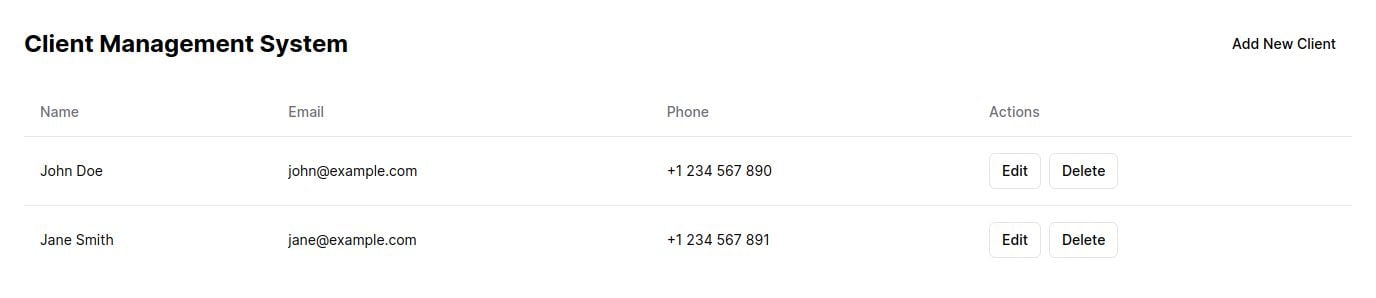 Client Management System Add New Client
Name Email Phone Actions
John Doe john@example.com +1 234 567 890 Edit Delete
Jane Smith jane@example.com +1 234 567 891 Edit Delete